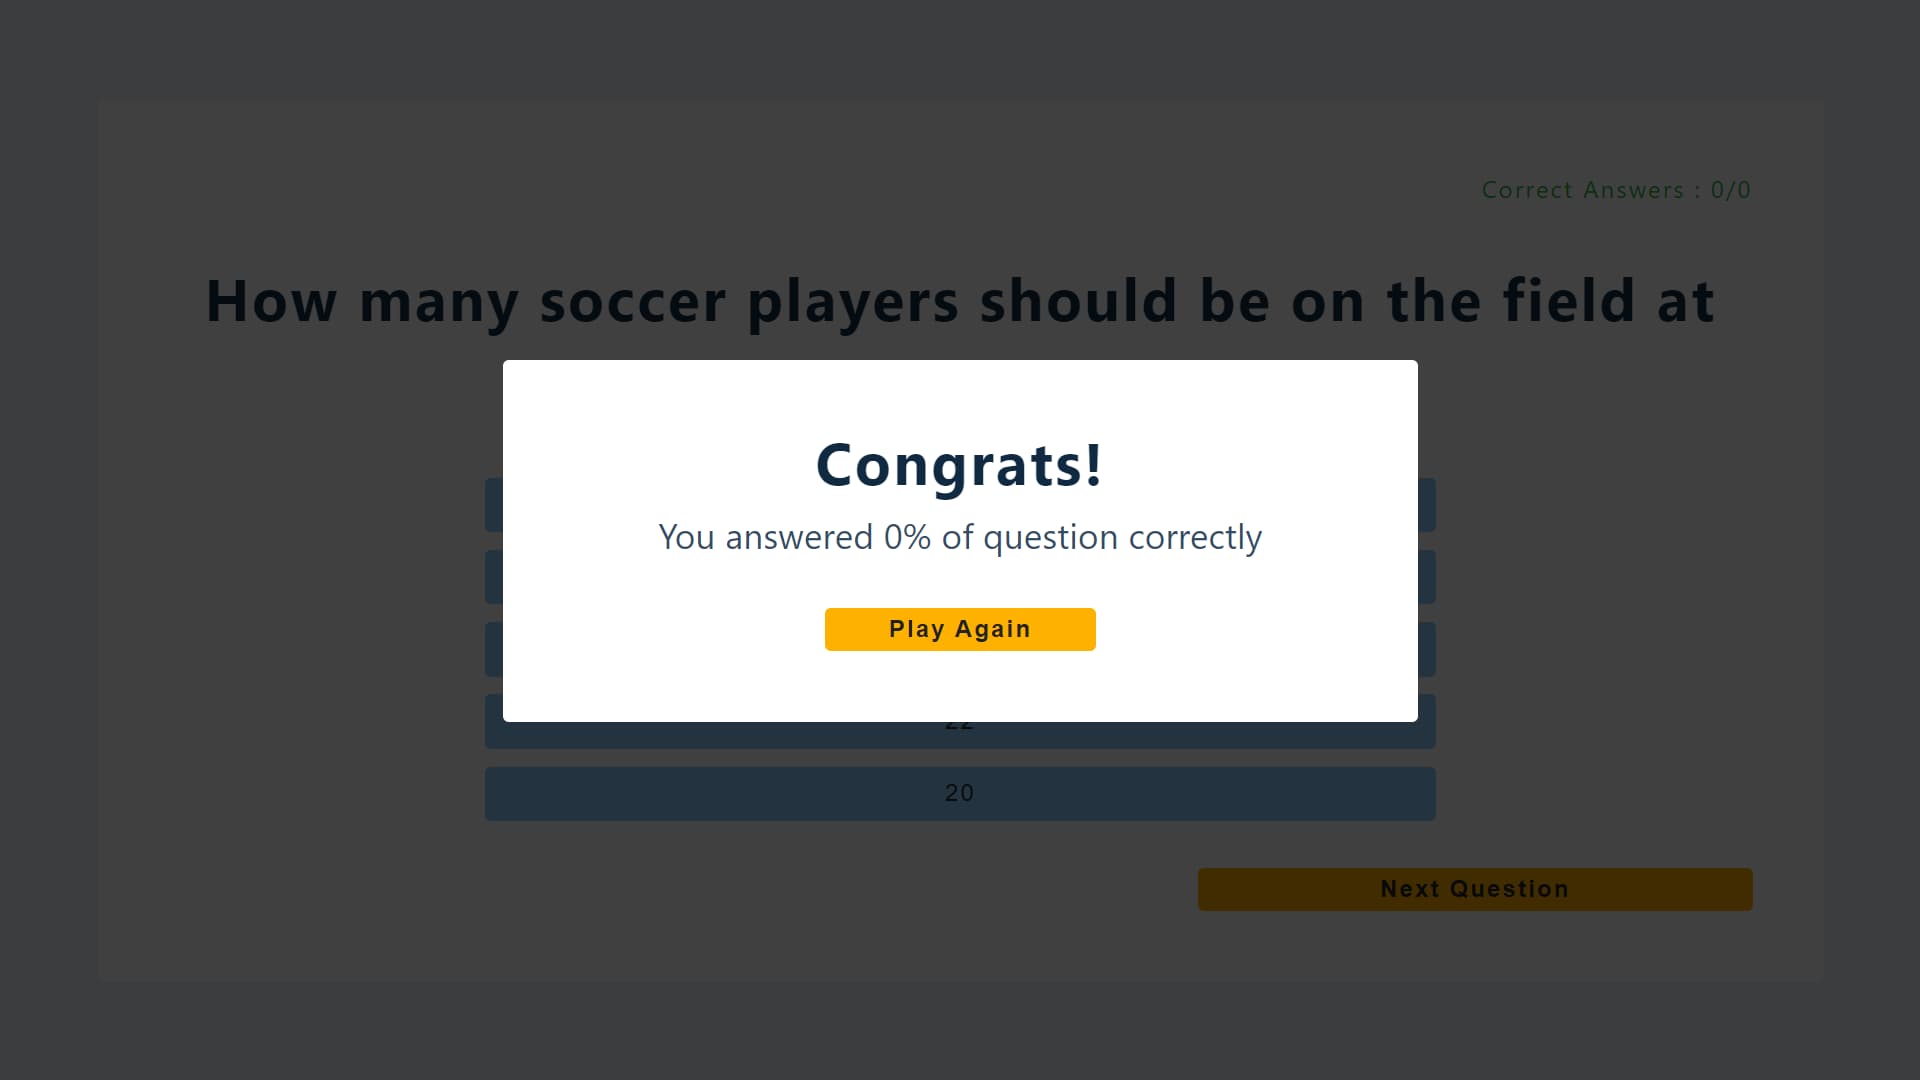 Correct Answers : 0/0
How many soccer players should be on the field at
Congrats!
You answered 0% of question correctly
Play Again
22
20
Next Question